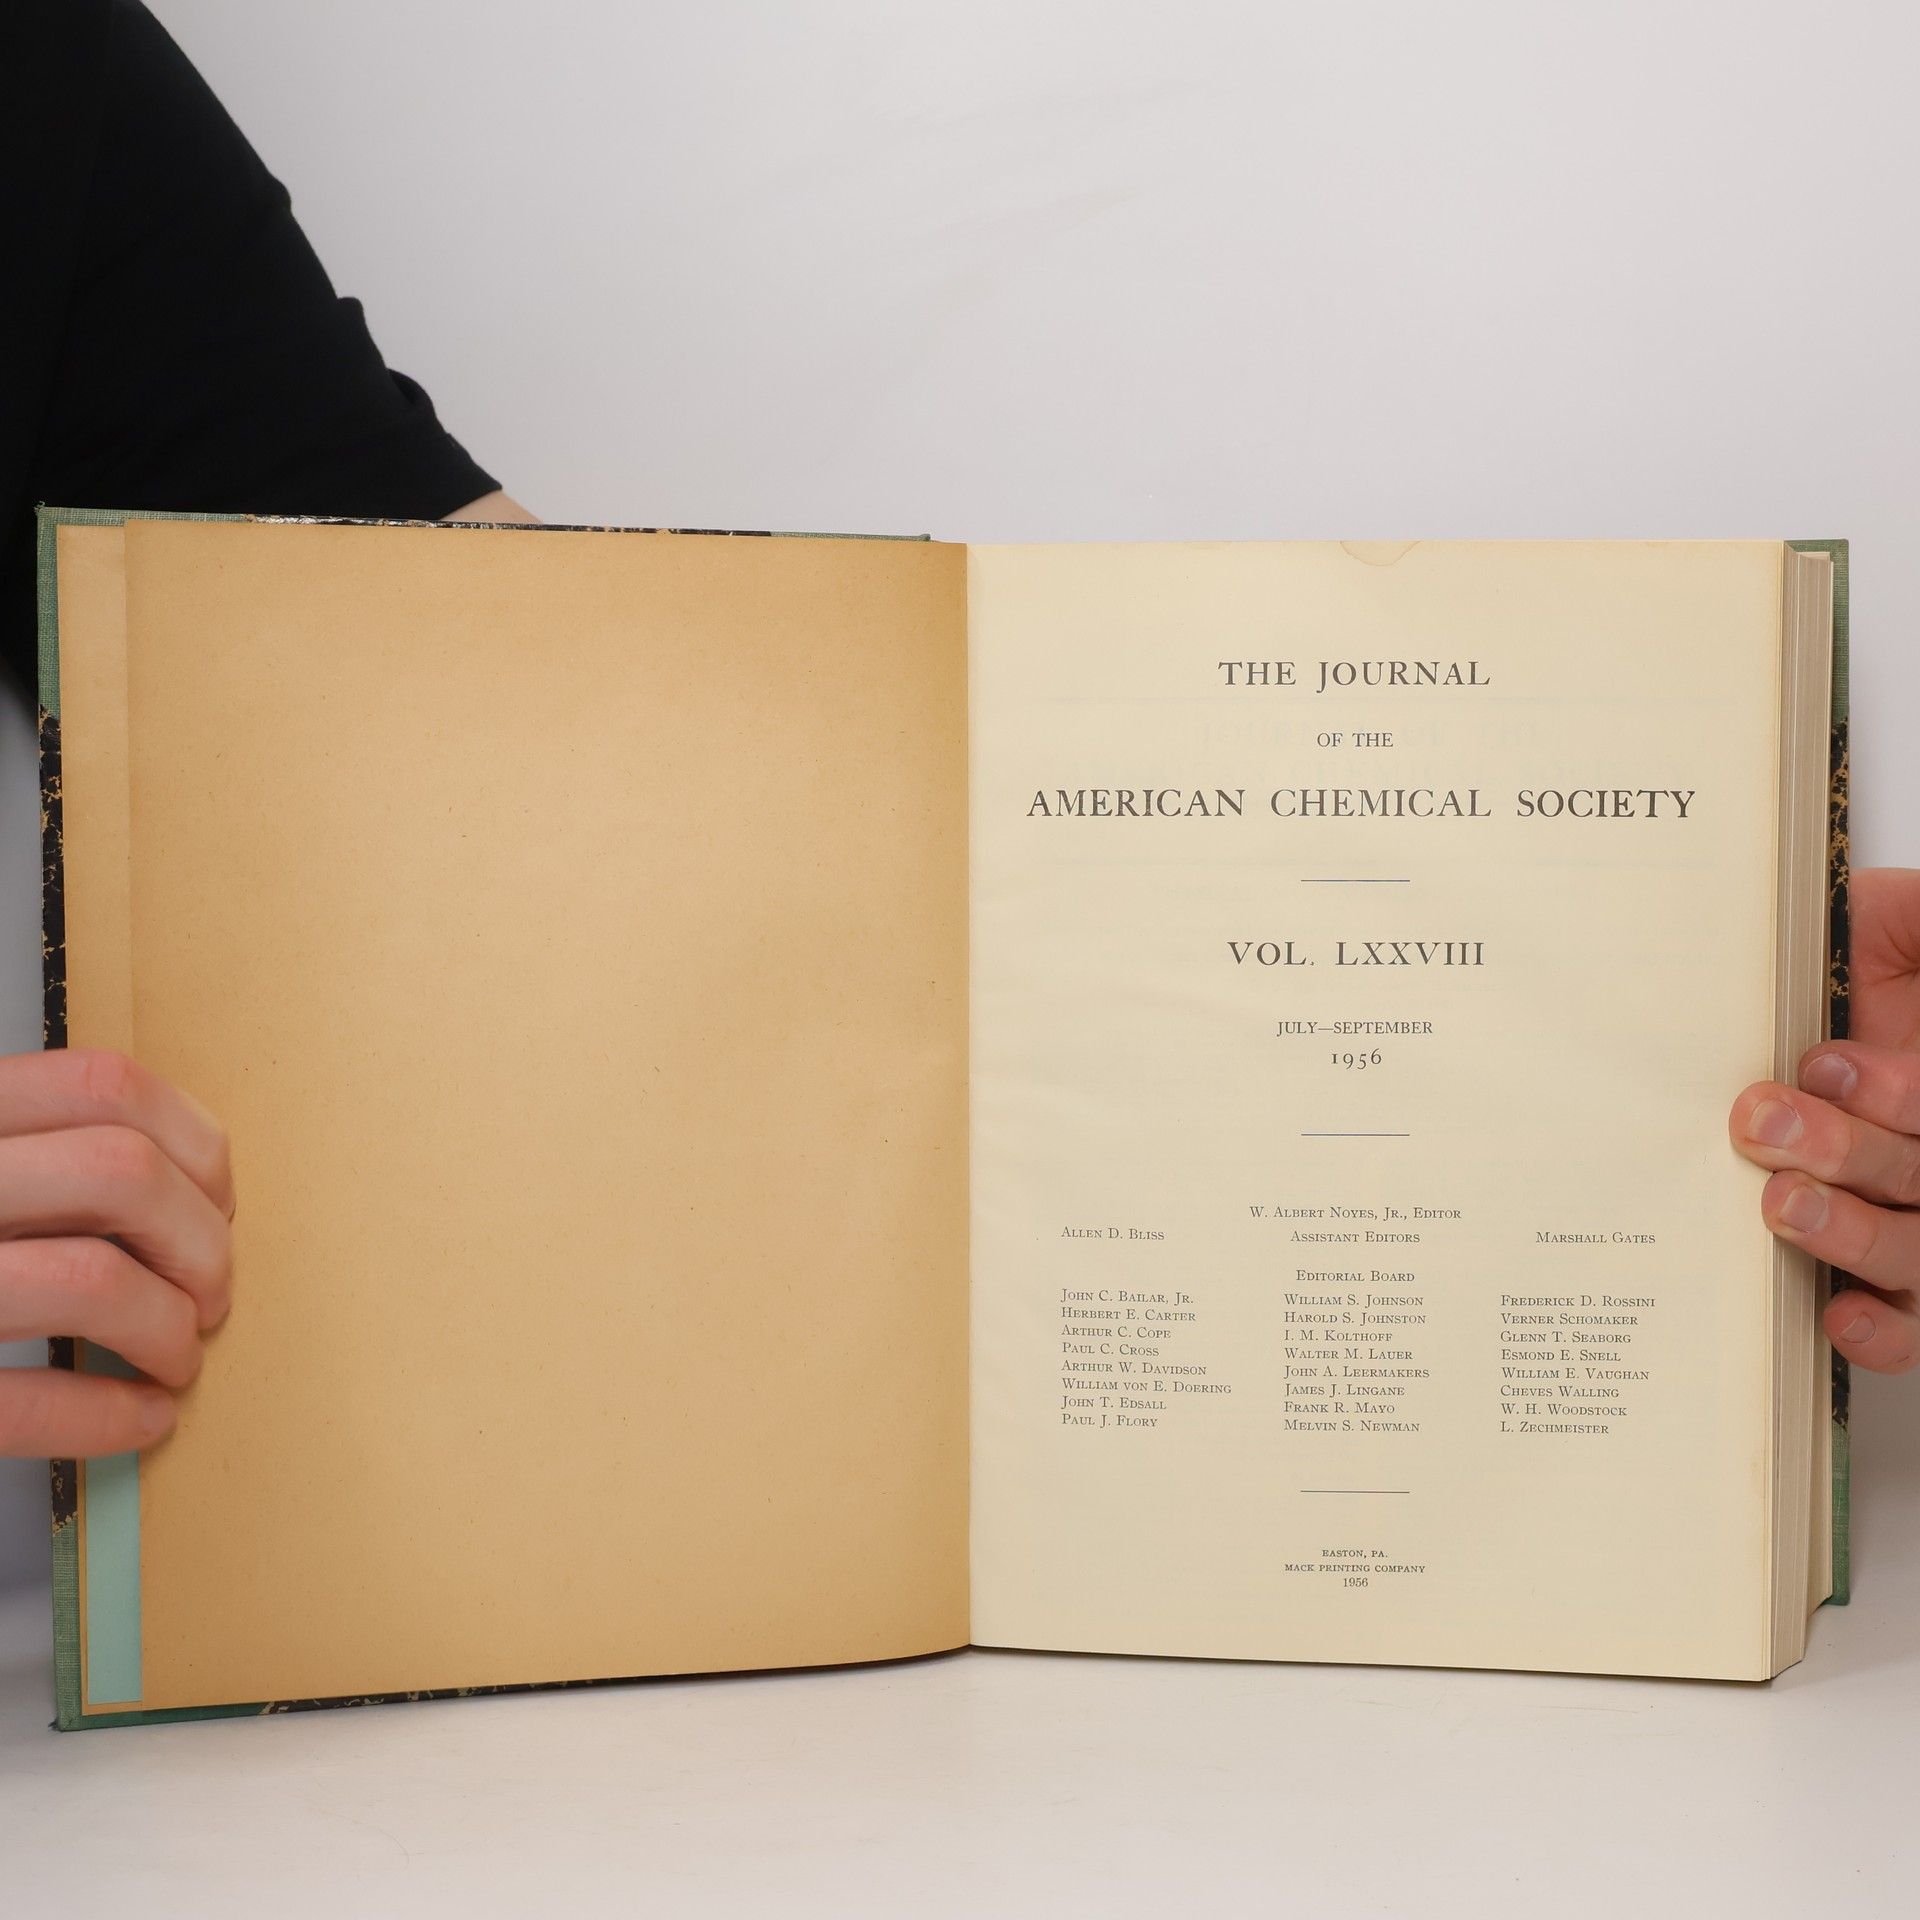 THE JOURNAL
OF THE
AMERICAN CHEMICAL SOCIETY
VOL. LXXVIII
JULY—SEPTEMBER
1956
W. ALBERT NOYES, JR., EDITOR
ALLEN D. BLISS ASSISTANT EDITORS MARSHALL GATES
EDITORIAL BOARD
JOHN C. BAILAR, JR. WILLIAM S. JOHNSON FREDERICK D. ROSSINI
HERBERT E. CARTER HAROLD S. JOHNSTON VERNER SCHOMAKER
ARTHUR C. COPE I. M. KOLTHOFF GLENN T. SEABORG
PAUL C. CROSS WALTER M. LAUER ESMOND E. SNELL
ARTHUR W. DAVIDSON JOHN A. LEERMAKERS WILLIAM E. VAUGHAN
WILLIAM VON E. DOERING JAMES J. LINGANE CHEVES WALLING
JOHN T. EDSALL FRANK R. MAYO W. H. WOODSTOCK
PAUL J. FLORY MELVIN S. NEWMAN L. ZECHMEISTER
EASTON, PA.
MACK PRINTING COMPANY
1956